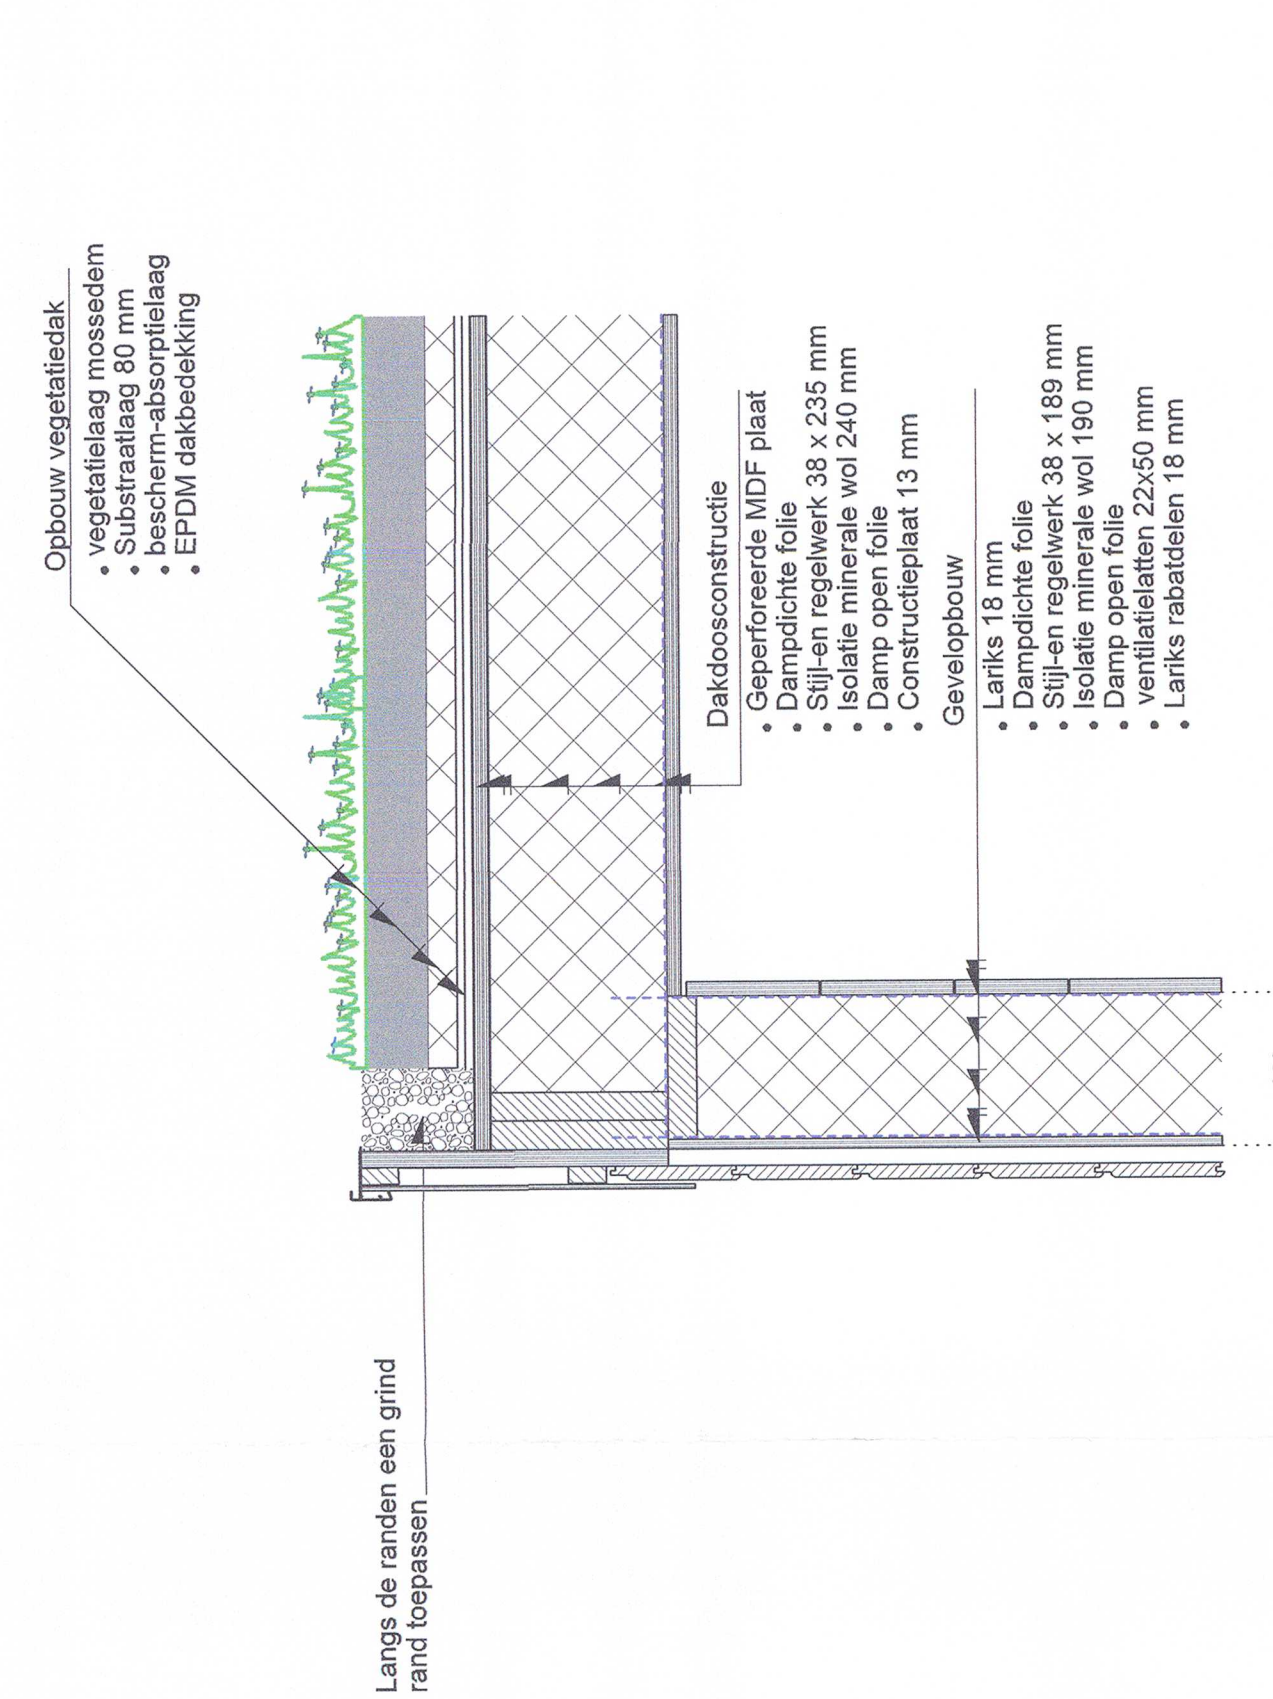 Opbouw vegetatiedak
• vegetatielaag mossedem
• Substraatlaag 80 mm
• bescherm-absorptielaag
• EPDM dakbedekking
Langs de randen een grind
rand toepassen
Dakdoosconstructie
• Geperforeerde MDF plaat
• Dampdichte folie
• Stijl-en regelwerk 38 x 235 mm
• Isolatie minerale wol 240 mm
• Damp open folie
• Constructieplaat 13 mm
Gevelopbouw
• Lariks 18 mm
• Dampdichte folie
• Stijl-en regelwerk 38 x 189 mm
• Isolatie minerale wol 190 mm
• Damp open folie
• ventilatielatten 22x50 mm
• Lariks rabatdelen 18 mm